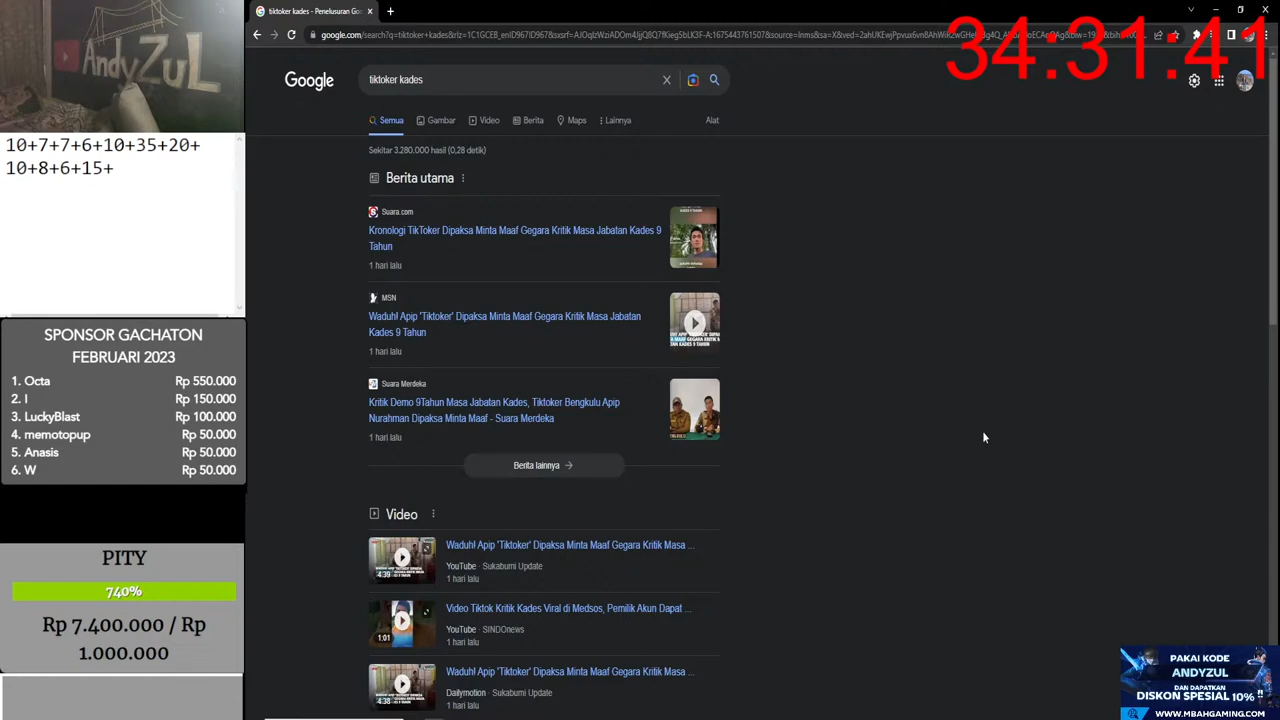 tiktoker kades - Penelusuran Goo
34:31:41
tiktoker kades
Google
Semua
Gambar
Video
Berita
Maps
Lainnya
Alat
Sekitar 3.280.000 hasil (0,28 detik)
Berita utama
Suara.com
Kronologi TikToker Dipaksa Minta Maaf Gegara Kritik Masa Jabatan Kades 9
Tahun
1 hari lalu
MSN
Waduh! Apip 'Tiktoker' Dipaksa Minta Maaf Gegara Kritik Masa Jabatan
Kades 9 Tahun
1 hari lalu
Suara Merdeka
Kritik Demo 9Tahun Masa Jabatan Kades, Tiktoker Bengkulu Apip
Nurahman Dipaksa Minta Maaf - Suara Merdeka
1 hari lalu
Berita lainnya
Video
Waduh! Apip 'Tiktoker' Dipaksa Minta Maaf Gegara Kritik Masa ...
YouTube · Sukabumi Update
1 hari lalu
4:39
Video Tiktok Kritik Kades Viral di Medsos, Pemilik Akun Dapat ...
YouTube · SINDOnews
1 hari lalu
1:01
Waduh! Apip 'Tiktoker' Dipaksa Minta Maaf Gegara Kritik Masa ...
Dailymotion · Sukabumi Update
1 hari lalu
4:38
AndyZuL
10+7+7+6+10+35+20+
10+8+6+15+
SPONSOR GACHATON
FEBRUARI 2023
1. Octa Rp 550.000
2. I Rp 150.000
3. LuckyBlast Rp 100.000
4. memotopup Rp 50.000
5. Anasis Rp 50.000
6. W Rp 50.000
PITY
740%
Rp 7.400.000 / Rp
1.000.000
PAKAI KODE
ANDYZUL
DAN DAPATKAN
DISKON SPESIAL 10% !!
WWW.MBAHGAMING.COM